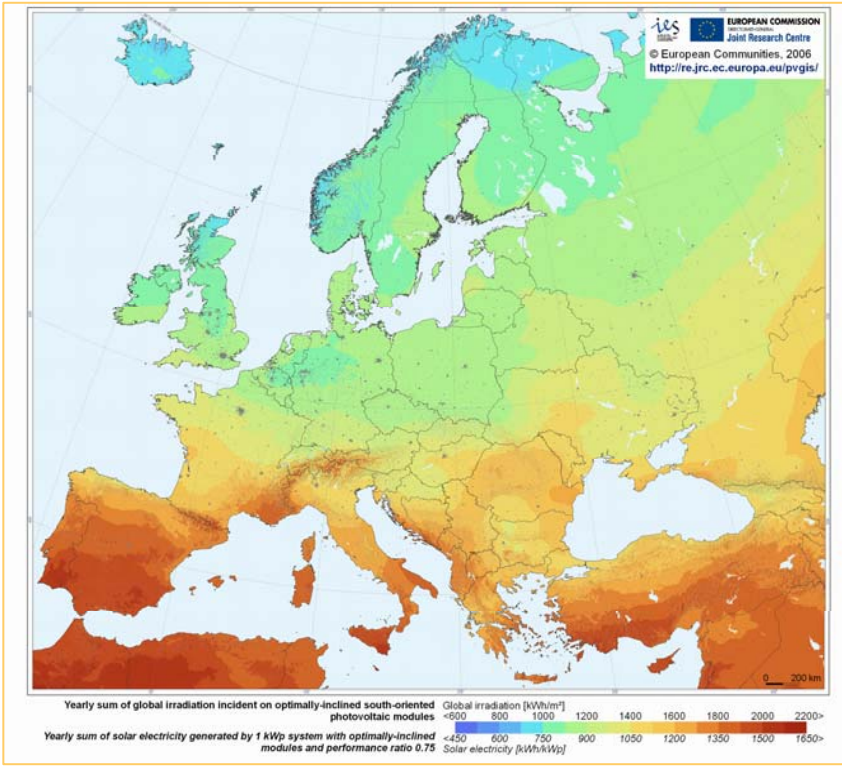 ies
EUROPEAN COMMISSION
DIRECTORATE-GENERAL
Joint Research Centre
© European Communities, 2006
http://re.jrc.ec.europa.eu/pvgis/
0 200 km
Yearly sum of global irradiation incident on optimally-inclined south-oriented
photovoltaic modules
Global irradiation [kWh/m²]
<600 800 1000 1200 1400 1600 1800 2000 2200>
Yearly sum of solar electricity generated by 1 kWp system with optimally-inclined
modules and performance ratio 0.75
<450 600 750 900 1050 1200 1350 1500 1650>
Solar electricity [kWh/kWp]